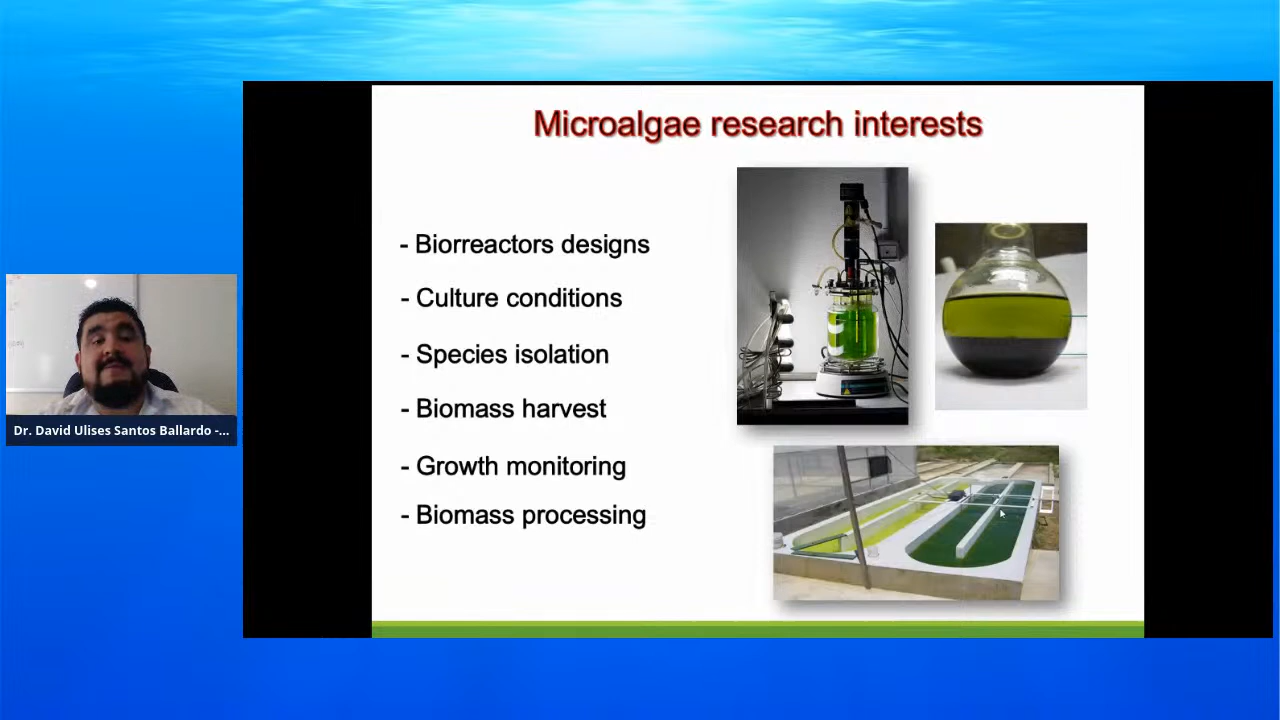 Microalgae research interests
- Biorreactors designs
- Culture conditions
- Species isolation
- Biomass harvest
- Growth monitoring
- Biomass processing
Dr. David Ulises Santos Ballardo -...